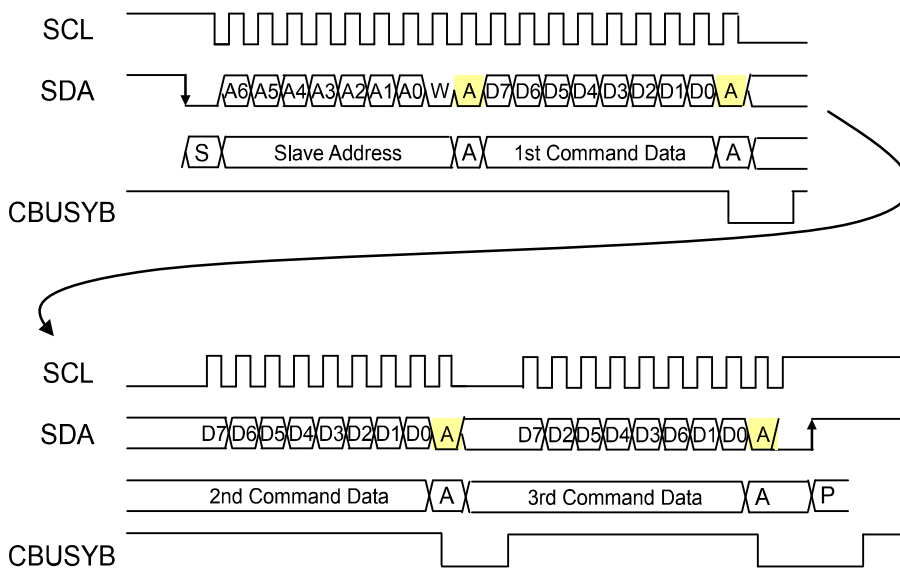 SCL
SDA A6 A5 A4 A3 A2 A1 A0 W A D7 D6 D5 D4 D3 D2 D1 D0 A
S Slave Address A 1st Command Data A
CBUSYB
SCL
SDA D7 D6 D5 D4 D3 D2 D1 D0 A D7 D2 D5 D4 D3 D6 D1 D0 A
2nd Command Data A 3rd Command Data A P
CBUSYB